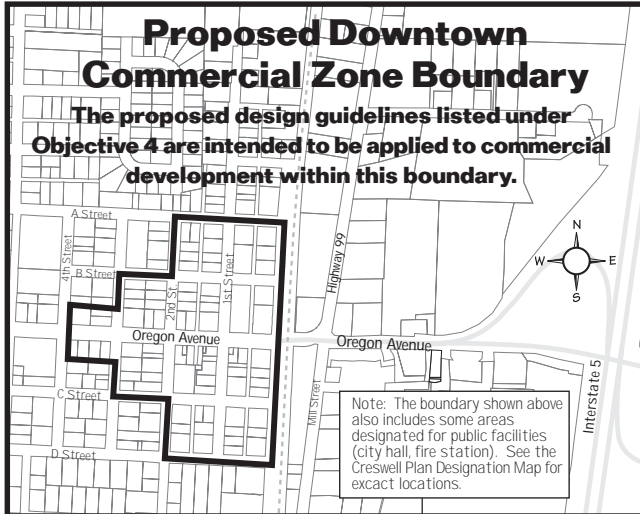 Proposed Downtown
Commercial Zone Boundary
The proposed design guidelines listed under
Objective 4 are intended to be applied to commercial
development within this boundary.
A Street
4th Street
B Street
2nd St.
1st Street
Highway 99
N
W
E
S
Oregon Avenue
Oregon Avenue
C Street
D Street
Mill Street
Interstate 5
Note: The boundary shown above
also includes some areas
designated for public facilities
(city hall, fire station). See the
Creswell Plan Designation Map for
excact locations.